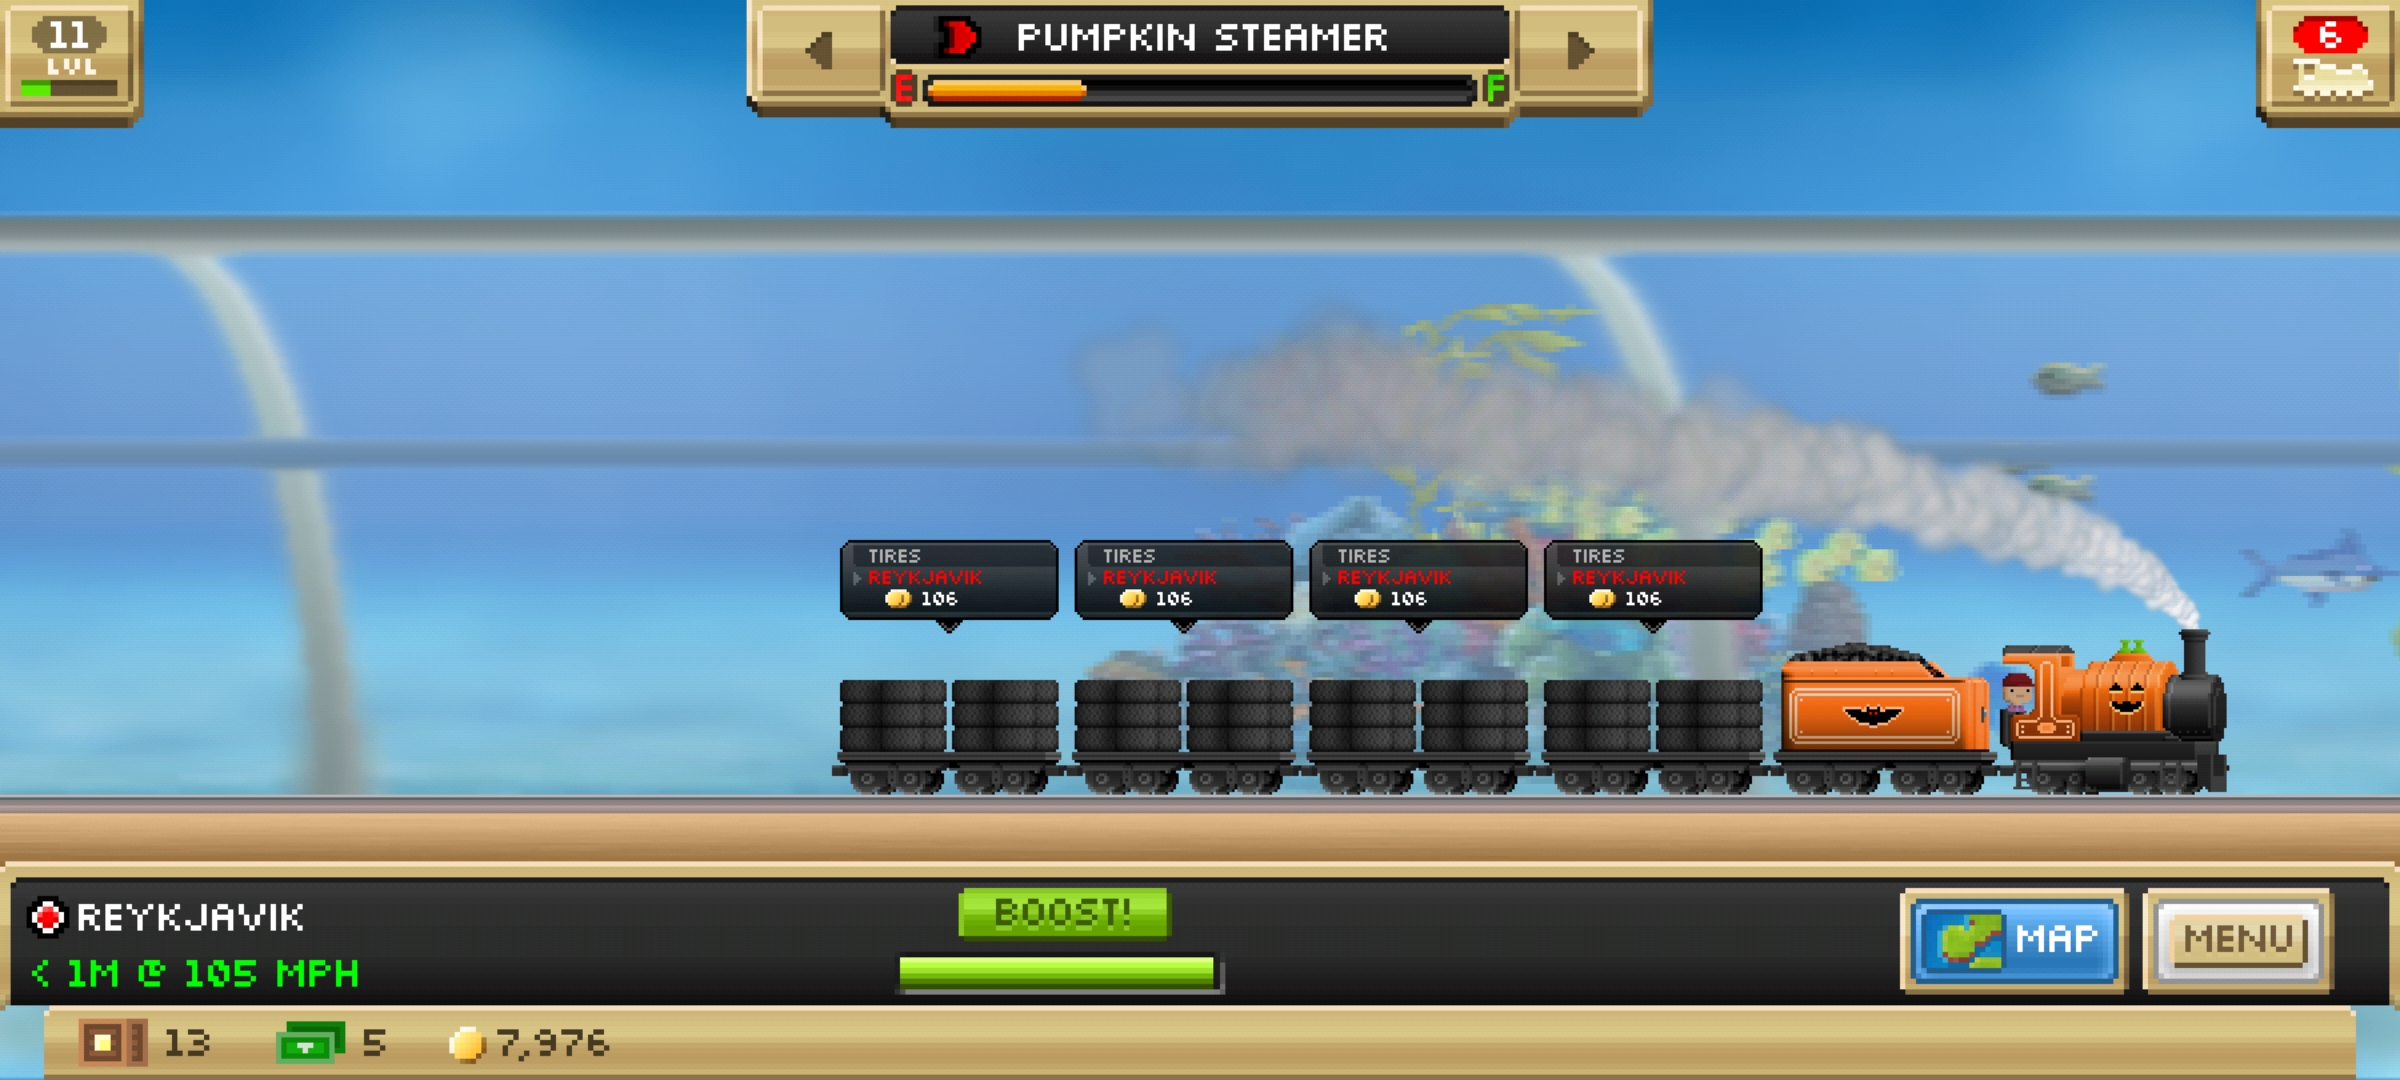 11
LVL
PUMPKIN STEAMER
E F
6
TIRES
REYKJAVIK
106
TIRES
REYKJAVIK
106
TIRES
REYKJAVIK
106
TIRES
REYKJAVIK
106
REYKJAVIK
< 1M @ 105 MPH
BOOST!
MAP
MENU
13
5
7,976